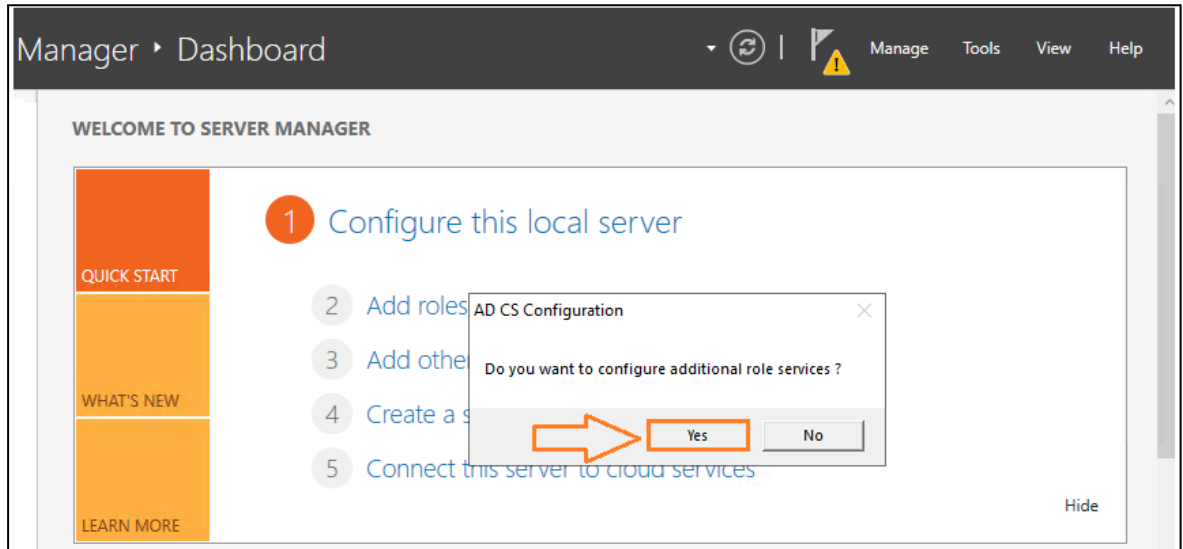 Manager ‣ Dashboard
Manage Tools View Help
WELCOME TO SERVER MANAGER
QUICK START
WHAT'S NEW
LEARN MORE
1 Configure this local server
2 Add roles
3 Add other
4 Create a s
5 Connect this server to cloud services
AD CS Configuration
Do you want to configure additional role services ?
Yes No
Hide